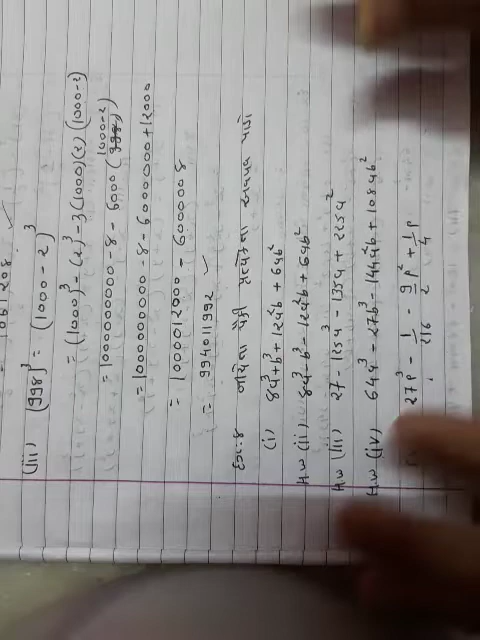 1061208
(iii) (998)³ = (1000 - 2)³
= (1000)³ - (2)³ - 3(1000)(2)(1000-2)
= 1000000000 - 8 - 6000 (1000-2)
= 1000000000 - 8 - 6000000 + 12000
= 1000012000 - 6000008
= 994011992 ✓
દા:8 નીચેના પૈકી પ્રત્યેકના અવયવ પાડો
(i) 8a³ + b³ + 12a²b + 6ab²
H.W (ii) 8a³ - b³ - 12a²b + 6ab²
H.W (iii) 27 - 125a³ - 135a + 225a²
H.W (iv) 64a³ - 27b³ - 144a²b + 108ab²
27p³ - 1/216 - 9/2 p² + 1/4 p